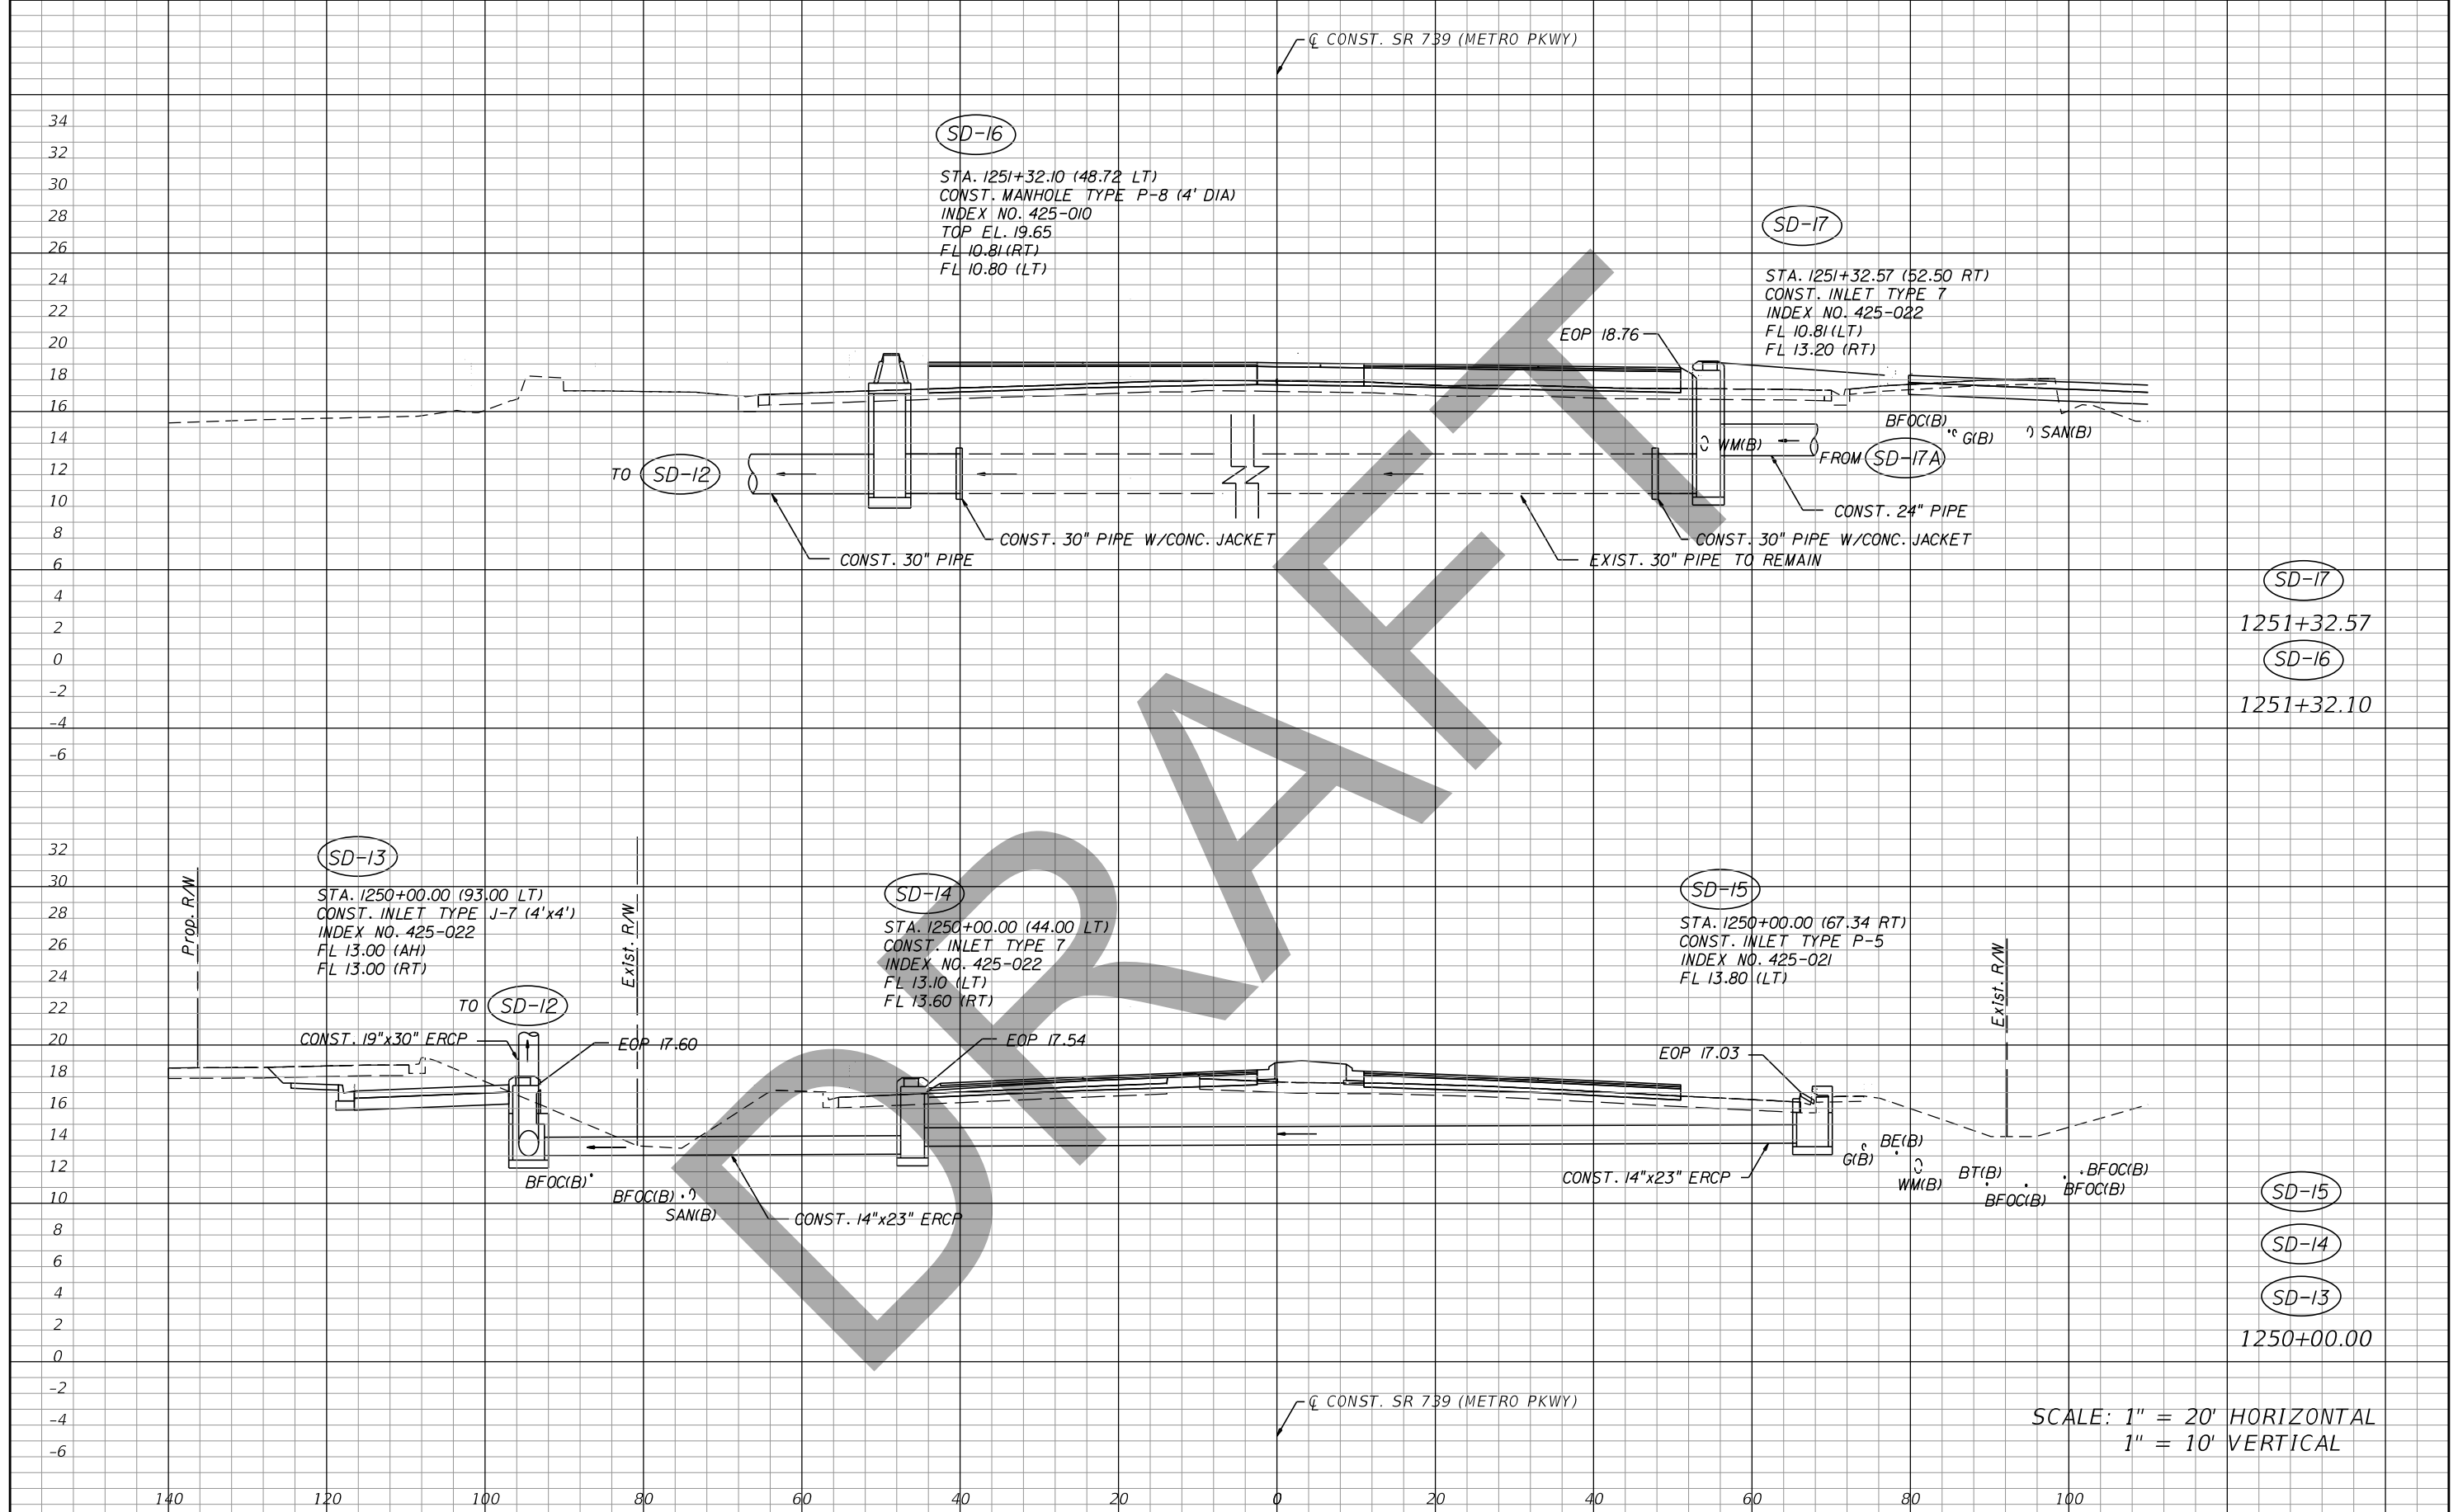 ℄ CONST. SR 739 (METRO PKWY)
34
32
30
28
26
24
22
20
18
16
14
12
10
8
6
4
2
0
-2
-4
-6
SD-16
STA. 1251+32.10 (48.72 LT)
CONST. MANHOLE TYPE P-8 (4' DIA)
INDEX NO. 425-010
TOP EL. 19.65
FL 10.81 (RT)
FL 10.80 (LT)
SD-17
STA. 1251+32.57 (52.50 RT)
CONST. INLET TYPE 7
INDEX NO. 425-022
FL 10.81 (LT)
FL 13.20 (RT)
EOP 18.76
BFOC(B)
G(B)
SAN(B)
WM(B)
FROM SD-17A
TO SD-12
CONST. 24" PIPE
CONST. 30" PIPE W/CONC. JACKET
CONST. 30" PIPE W/CONC. JACKET
CONST. 30" PIPE
EXIST. 30" PIPE TO REMAIN
SD-17
1251+32.57
SD-16
1251+32.10
DRAFT
32
30
28
26
24
22
20
18
16
14
12
10
8
6
4
2
0
-2
-4
-6
Prop. R/W
SD-13
STA. 1250+00.00 (93.00 LT)
CONST. INLET TYPE J-7 (4'x4')
INDEX NO. 425-022
FL 13.00 (AH)
FL 13.00 (RT)
Exist. R/W
TO SD-12
CONST. 19"x30" ERCP
EOP 17.60
SD-14
STA. 1250+00.00 (44.00 LT)
CONST. INLET TYPE 7
INDEX NO. 425-022
FL 13.10 (LT)
FL 13.60 (RT)
EOP 17.54
SD-15
STA. 1250+00.00 (67.34 RT)
CONST. INLET TYPE P-5
INDEX NO. 425-021
FL 13.80 (LT)
Exist. R/W
EOP 17.03
BFOC(B)
BFOC(B)
SAN(B)
CONST. 14"x23" ERCP
CONST. 14"x23" ERCP
G(B)
BE(B)
WM(B)
BT(B)
BFOC(B)
BFOC(B)
BFOC(B)
SD-15
SD-14
SD-13
1250+00.00
℄ CONST. SR 739 (METRO PKWY)
SCALE: 1" = 20' HORIZONTAL
1" = 10' VERTICAL
140 120 100 80 60 40 20 0 20 40 60 80 100